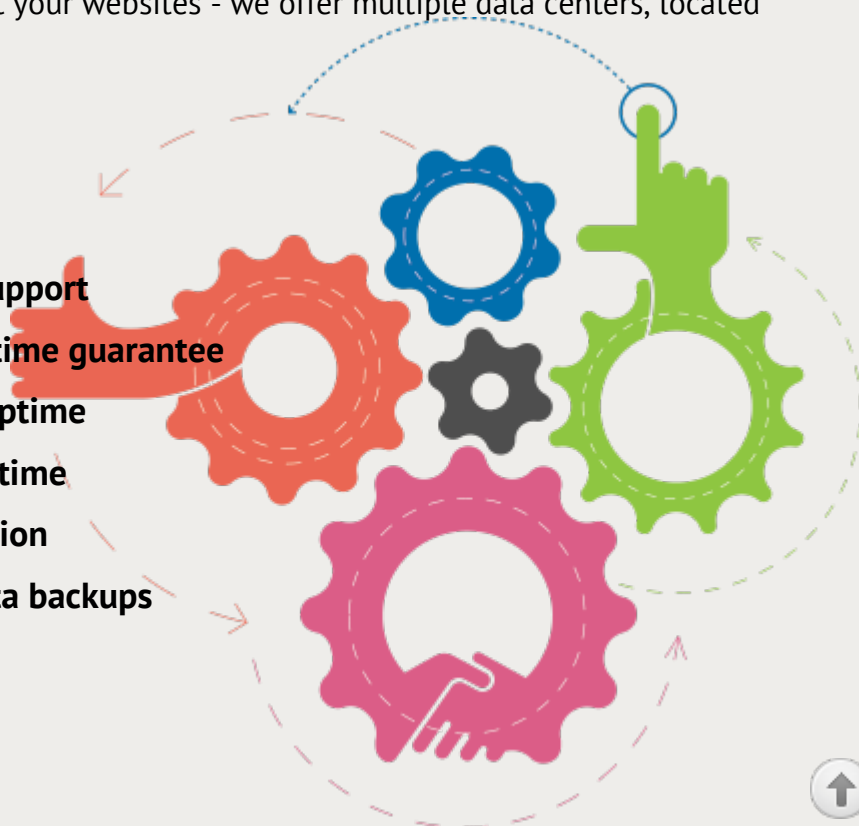 your websites - we offer multiple data centers, located
upport
time guarantee
ptime
time
ion
a backups